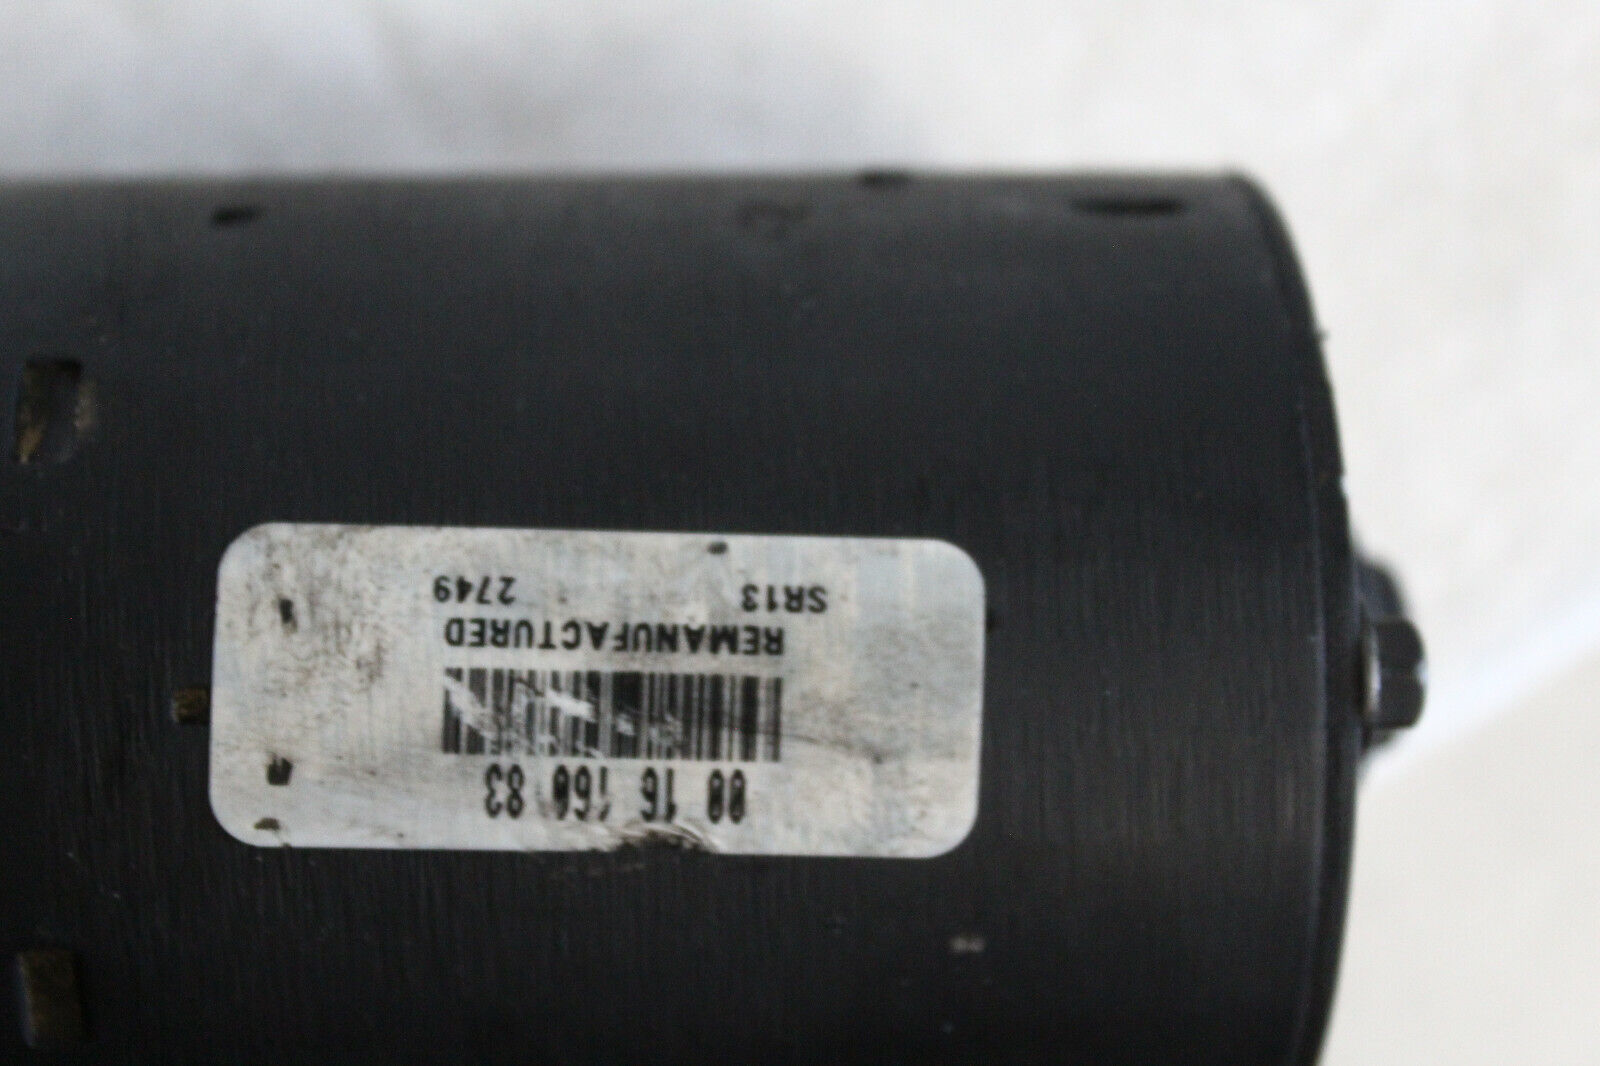 00 16 160 83
REMANUFACTURED
SR13 2749